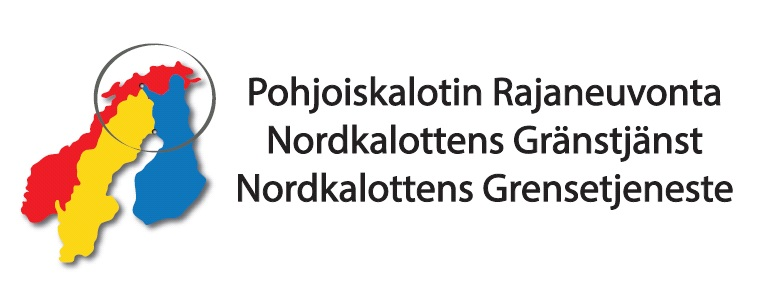 Pohjoiskalotin Rajaneuvonta
Nordkalottens Gränstjänst
Nordkalottens Grensetjeneste